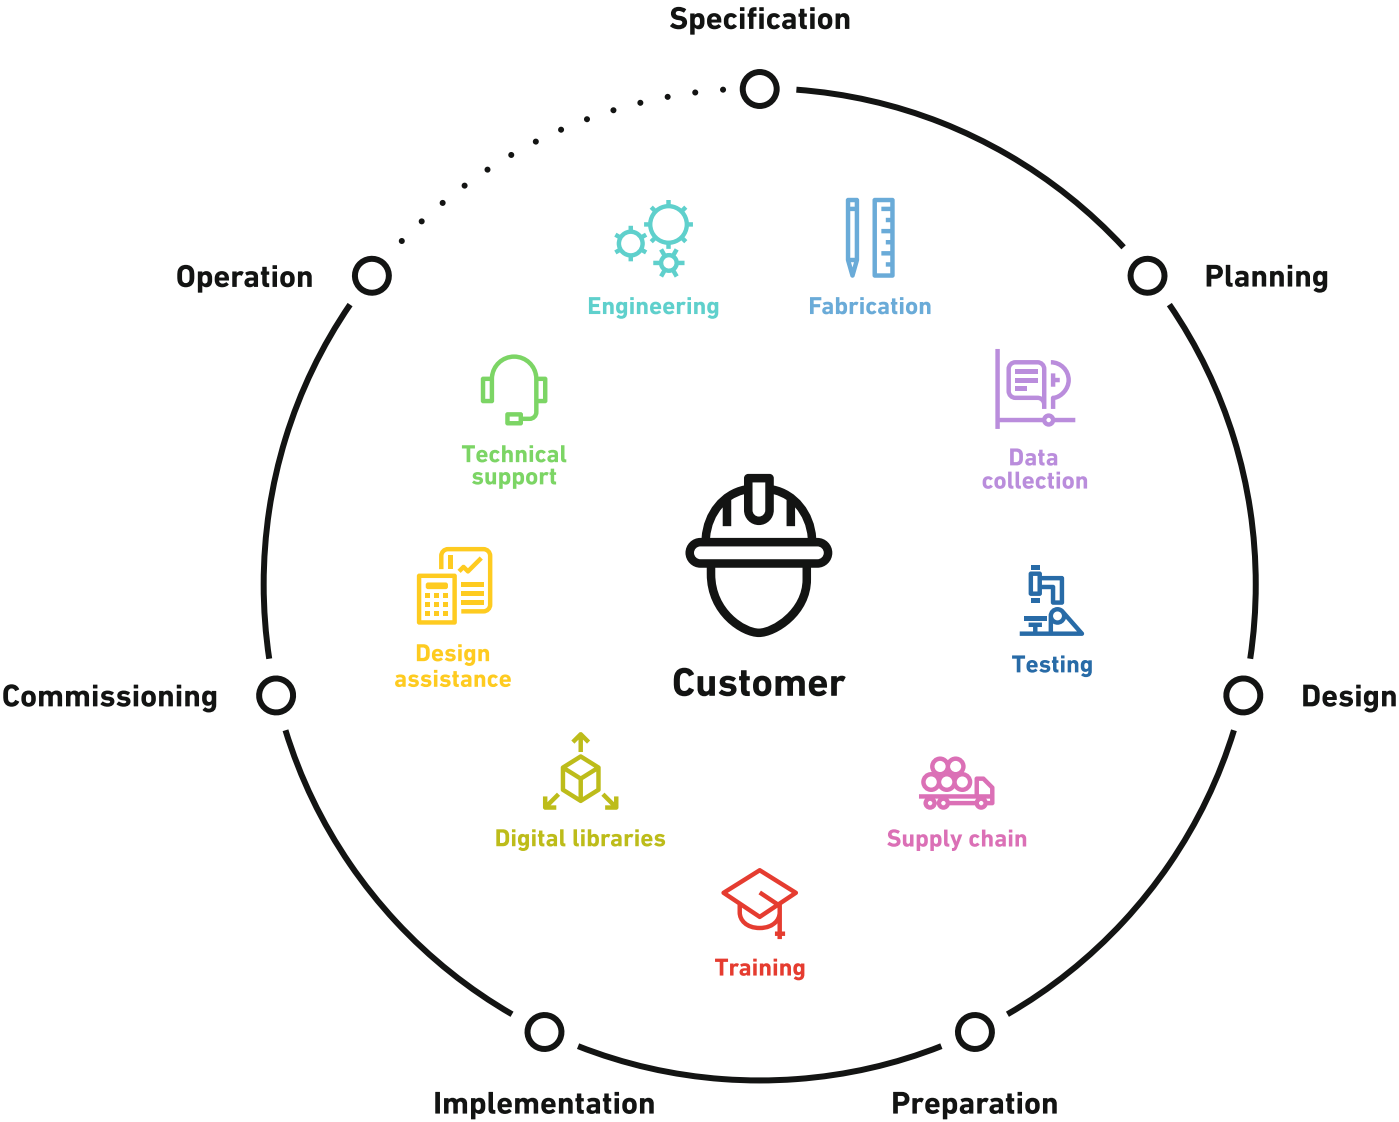 Specification
Operation
Planning
Engineering
Fabrication
Technical
support
Data
collection
Design
assistance
Customer
Testing
Commissioning
Design
Digital libraries
Supply chain
Training
Implementation
Preparation